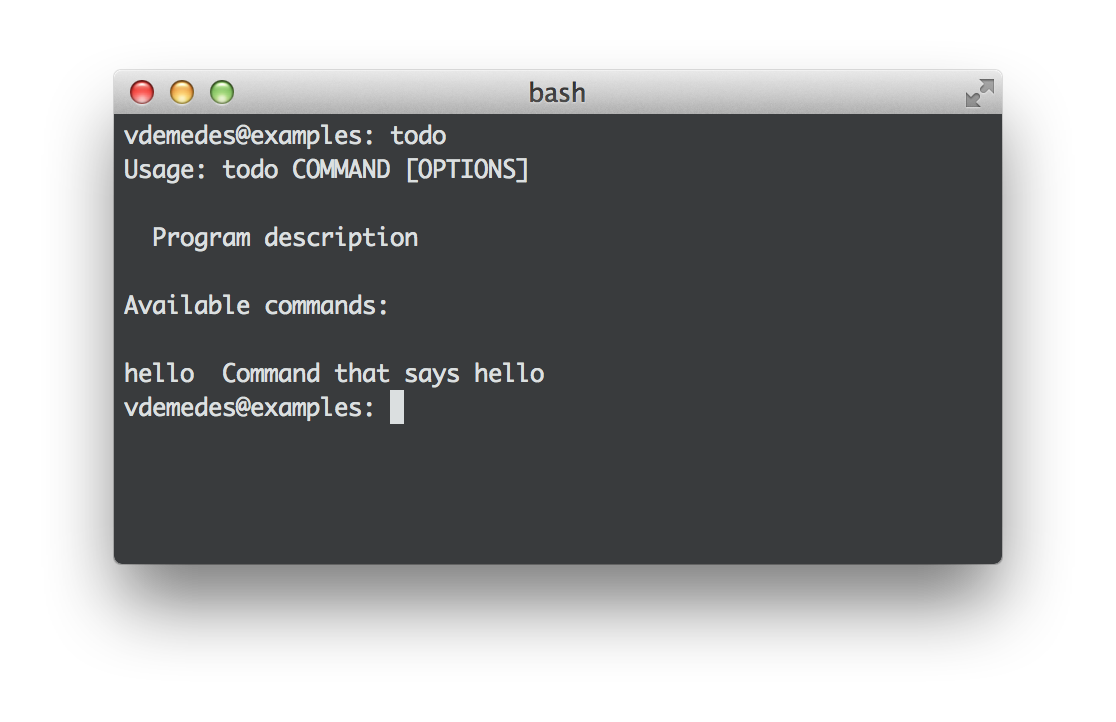 bash
vdemedes@examples: todo
Usage: todo COMMAND [OPTIONS]
Program description
Available commands:
hello  Command that says hello
vdemedes@examples: